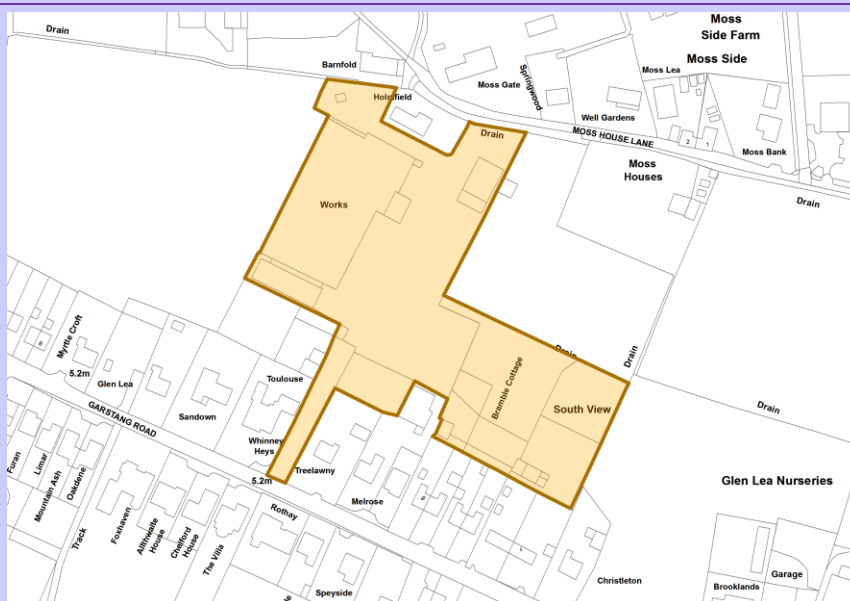 Drain
Moss
Side Farm
Moss Side
Barnfold
Moss Gate
Springwood
Moss Lea
Holmfield
Well Gardens
Drain
MOSS HOUSE LANE
2
1
Moss Bank
Moss
Houses
Works
Drain
Myrtle Croft
5.2m
Glen Lea
Toulouse
Drain
Drain
Bramble Cottage
South View
Drain
Sandown
GARSTANG ROAD
Whinney
Heys
Treelawny
5.2m
Melrose
Rothay
Furan
Limar
Mountain Ash
Oakdene
Track
Foxhaven
Allthwaite
House
Chelford
House
The Villa
Speyside
Glen Lea Nurseries
Christleton
Garage
Brooklands